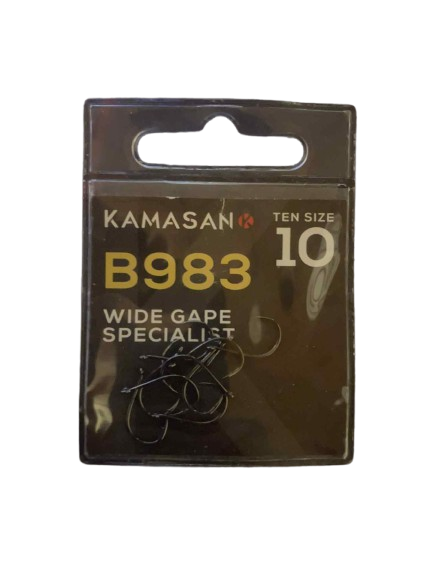 KAMASAN K
TEN SIZE
10
B983
WIDE GAPE
SPECIALIST